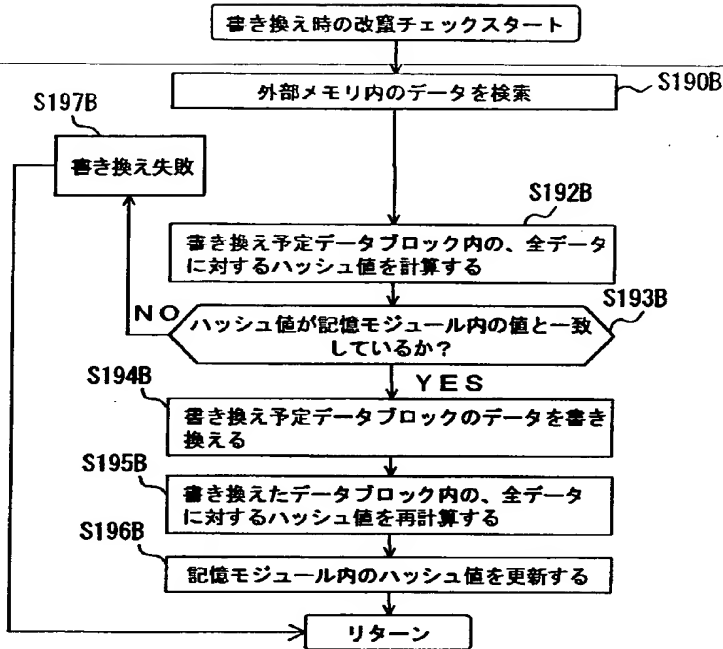 書き換え時の改竄チェックスタート
S190B
外部メモリ内のデータを検索
S197B
書き換え失敗
S192B
書き換え予定データブロック内の、全データ
に対するハッシュ値を計算する
S193B
NO
ハッシュ値が記憶モジュール内の値と一致
しているか？
YES
S194B
書き換え予定データブロックのデータを書き
換える
S195B
書き換えたデータブロック内の、全データ
に対するハッシュ値を再計算する
S196B
記憶モジュール内のハッシュ値を更新する
リターン